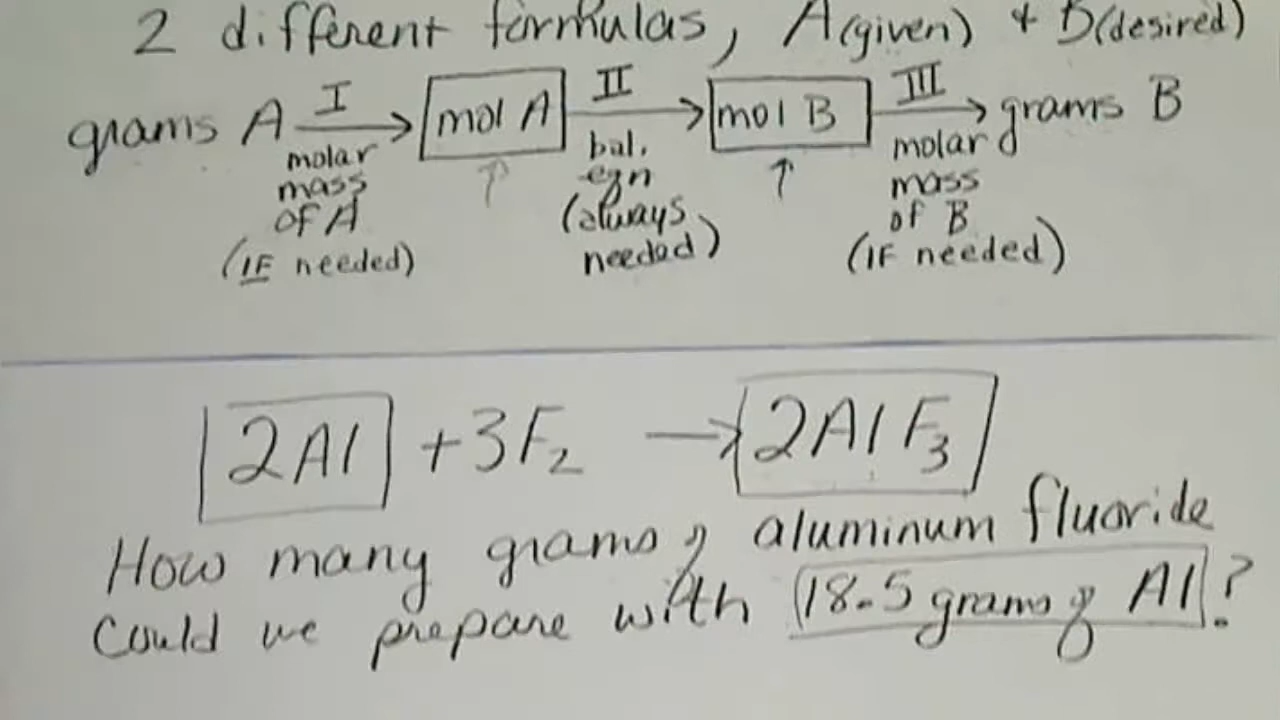 2 different formulas, A(given) + B(desired)
grams A I → mol A II → mol B III → grams B
molar mass of A (IF needed)
bal. eqn (always needed)
molar mass of B (IF needed)
2Al + 3F₂ → 2AlF₃
How many grams of aluminum fluoride
Could we prepare with 18.5 grams of Al?